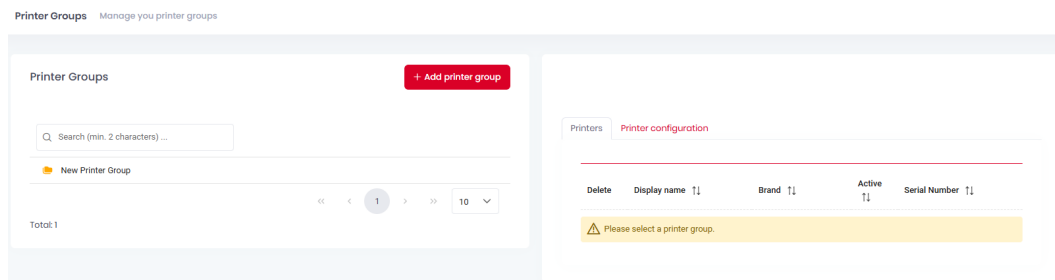 Printer Groups Manage you printer groups
Printer Groups
+ Add printer group
Search (min. 2 characters) ...
New Printer Group
« ‹ 1 › » 10
Total: 1
Printers Printer configuration
Delete Display name ↑↓ Brand ↑↓ Active ↑↓ Serial Number ↑↓
Please select a printer group.